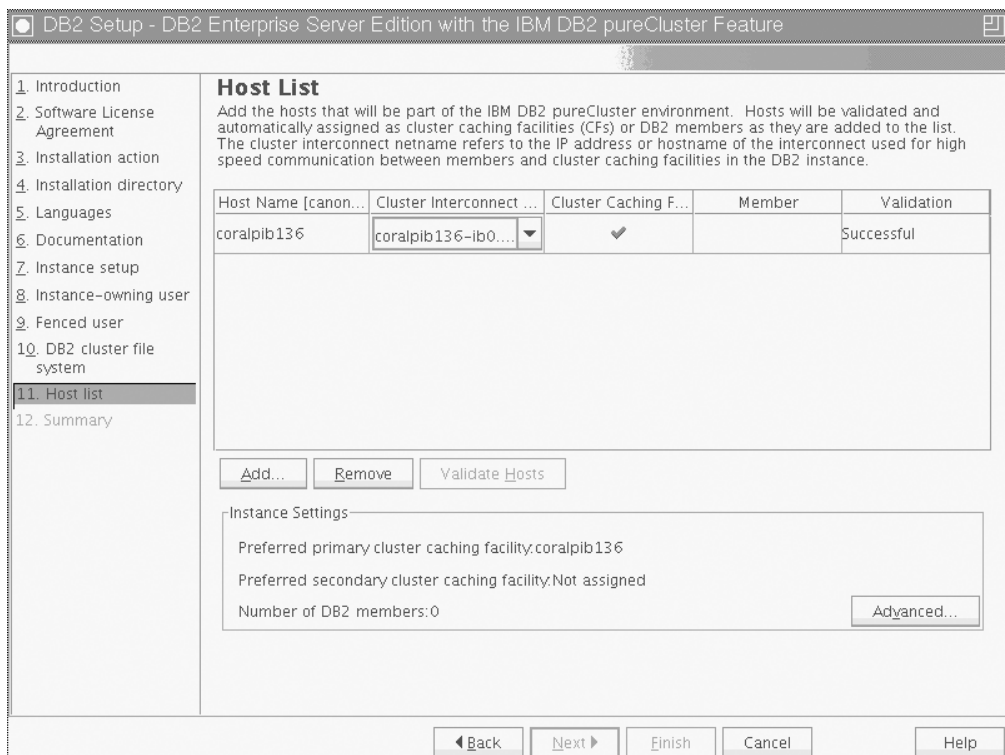 DB2 Setup - DB2 Enterprise Server Edition with the IBM DB2 pureCluster Feature
1. Introduction
2. Software License
Agreement
3. Installation action
4. Installation directory
5. Languages
6. Documentation
7. Instance setup
8. Instance-owning user
9. Fenced user
10. DB2 cluster file
system
11. Host list
12. Summary
Host List
Add the hosts that will be part of the IBM DB2 pureCluster environment. Hosts will be validated and
automatically assigned as cluster caching facilities (CFs) or DB2 members as they are added to the list.
The cluster interconnect netname refers to the IP address or hostname of the interconnect used for high
speed communication between members and cluster caching facilities in the DB2 instance.
Host Name [canon... Cluster Interconnect ... Cluster Caching F... Member Validation
coralpib136 coralpib136-ib0.... Successful
Add... Remove Validate Hosts
Instance Settings
Preferred primary cluster caching facility:coralpib136
Preferred secondary cluster caching facility:Not assigned
Number of DB2 members:0
Advanced...
Back Next Finish Cancel Help